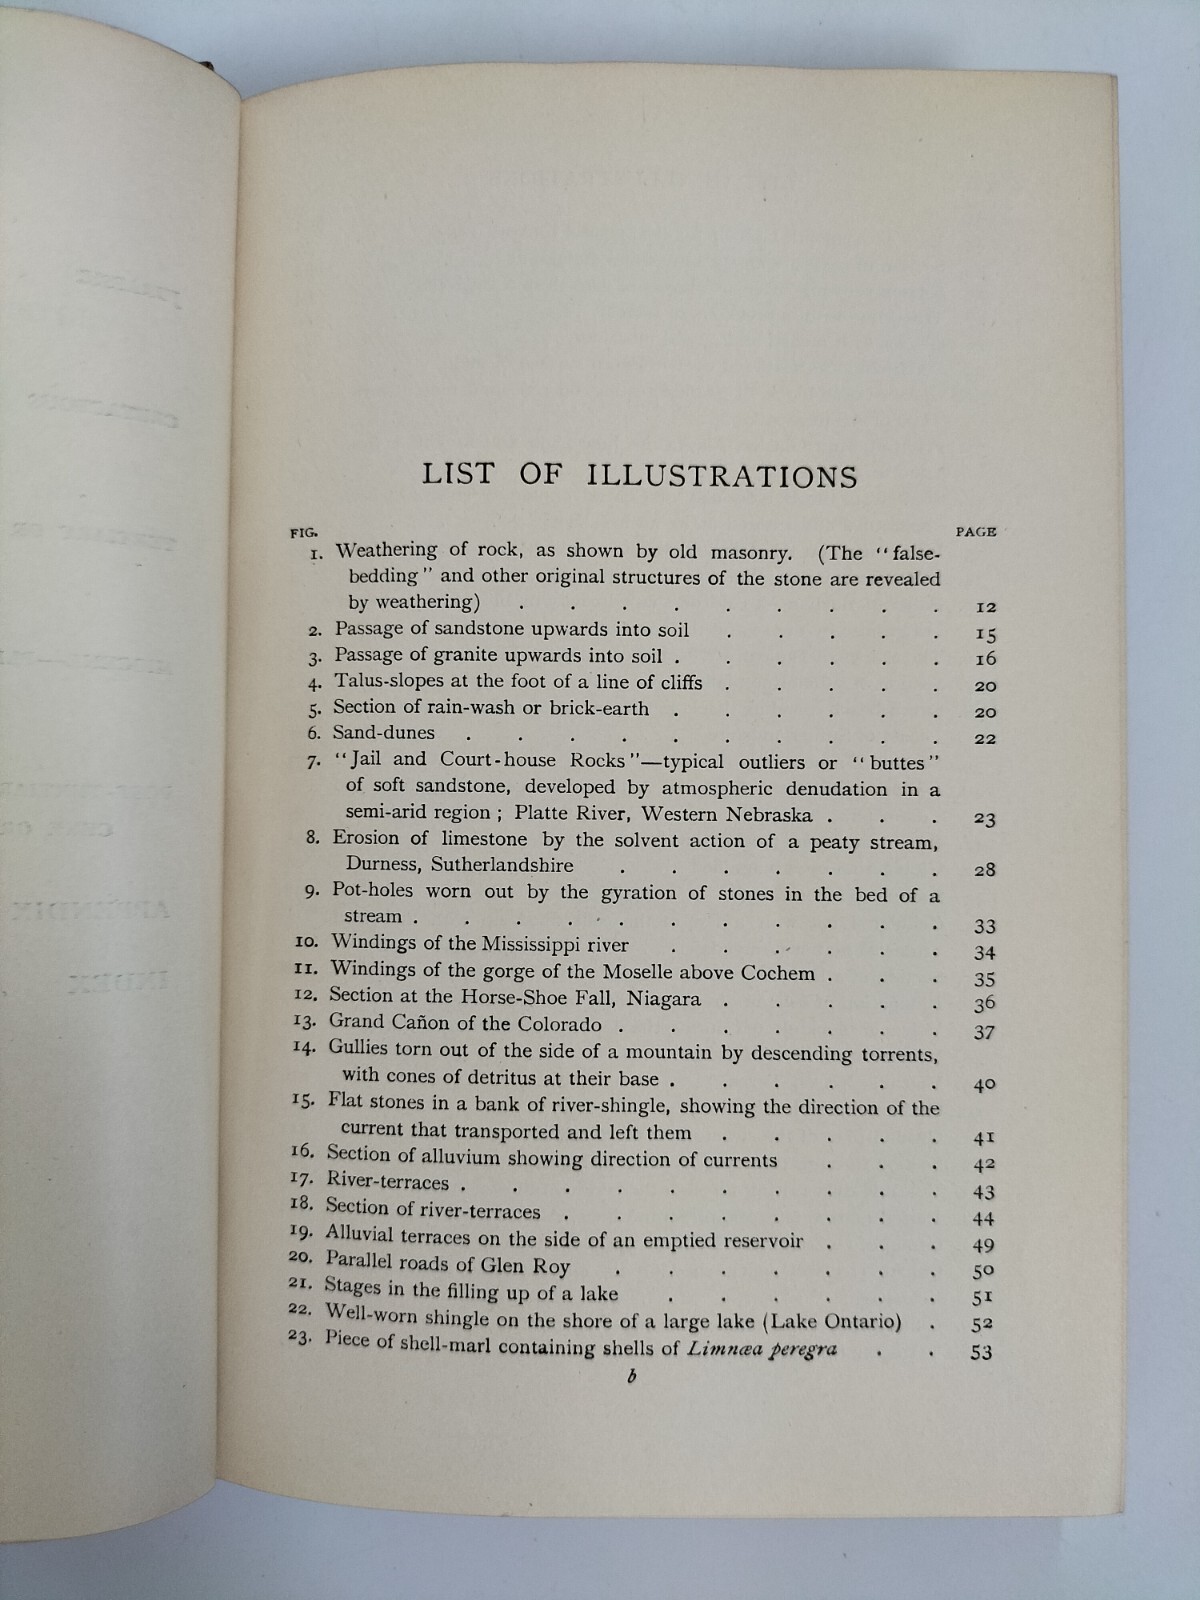 LIST OF ILLUSTRATIONS
FIG. PAGE
1. Weathering of rock, as shown by old masonry. (The "false-
bedding" and other original structures of the stone are revealed
by weathering) . . . . . . . . . 12
2. Passage of sandstone upwards into soil . . . . . 15
3. Passage of granite upwards into soil . . . . . . 16
4. Talus-slopes at the foot of a line of cliffs . . . . . 20
5. Section of rain-wash or brick-earth . . . . . . 20
6. Sand-dunes . . . . . . . . . . 22
7. "Jail and Court-house Rocks"—typical outliers or "buttes"
of soft sandstone, developed by atmospheric denudation in a
semi-arid region; Platte River, Western Nebraska . . . 23
8. Erosion of limestone by the solvent action of a peaty stream,
Durness, Sutherlandshire . . . . . . . 28
9. Pot-holes worn out by the gyration of stones in the bed of a
stream . . . . . . . . . . . 33
10. Windings of the Mississippi river . . . . . . 34
11. Windings of the gorge of the Moselle above Cochem . . . 35
12. Section at the Horse-Shoe Fall, Niagara . . . . . 36
13. Grand Cañon of the Colorado . . . . . . . 37
14. Gullies torn out of the side of a mountain by descending torrents,
with cones of detritus at their base . . . . . . 40
15. Flat stones in a bank of river-shingle, showing the direction of the
current that transported and left them . . . . . 41
16. Section of alluvium showing direction of currents . . . 42
17. River-terraces . . . . . . . . . . 43
18. Section of river-terraces . . . . . . . . 44
19. Alluvial terraces on the side of an emptied reservoir . . . 49
20. Parallel roads of Glen Roy . . . . . . . 50
21. Stages in the filling up of a lake . . . . . . 51
22. Well-worn shingle on the shore of a large lake (Lake Ontario) . 52
23. Piece of shell-marl containing shells of Limnæa peregra . . 53
b